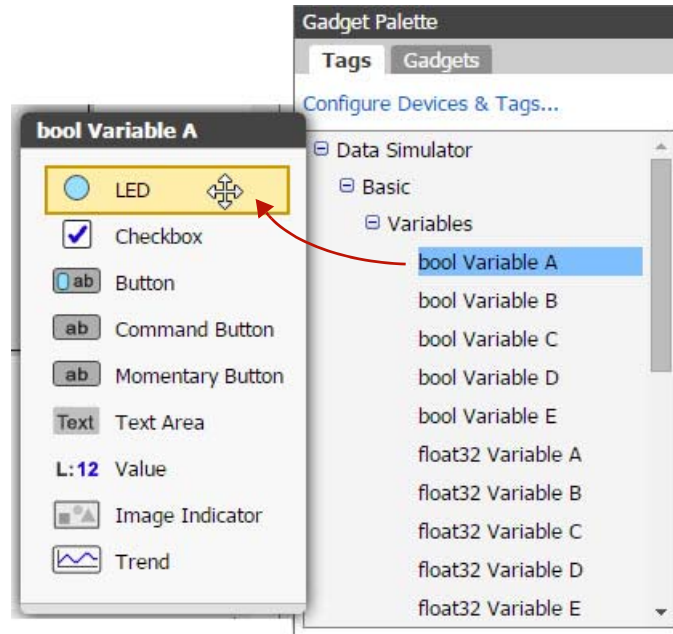 Gadget Palette
Tags Gadgets
Configure Devices & Tags...
Data Simulator
Basic
Variables
bool Variable A
bool Variable B
bool Variable C
bool Variable D
bool Variable E
float32 Variable A
float32 Variable B
float32 Variable C
float32 Variable D
float32 Variable E
bool Variable A
LED
Checkbox
ab Button
ab Command Button
ab Momentary Button
Text Text Area
L:12 Value
Image Indicator
Trend